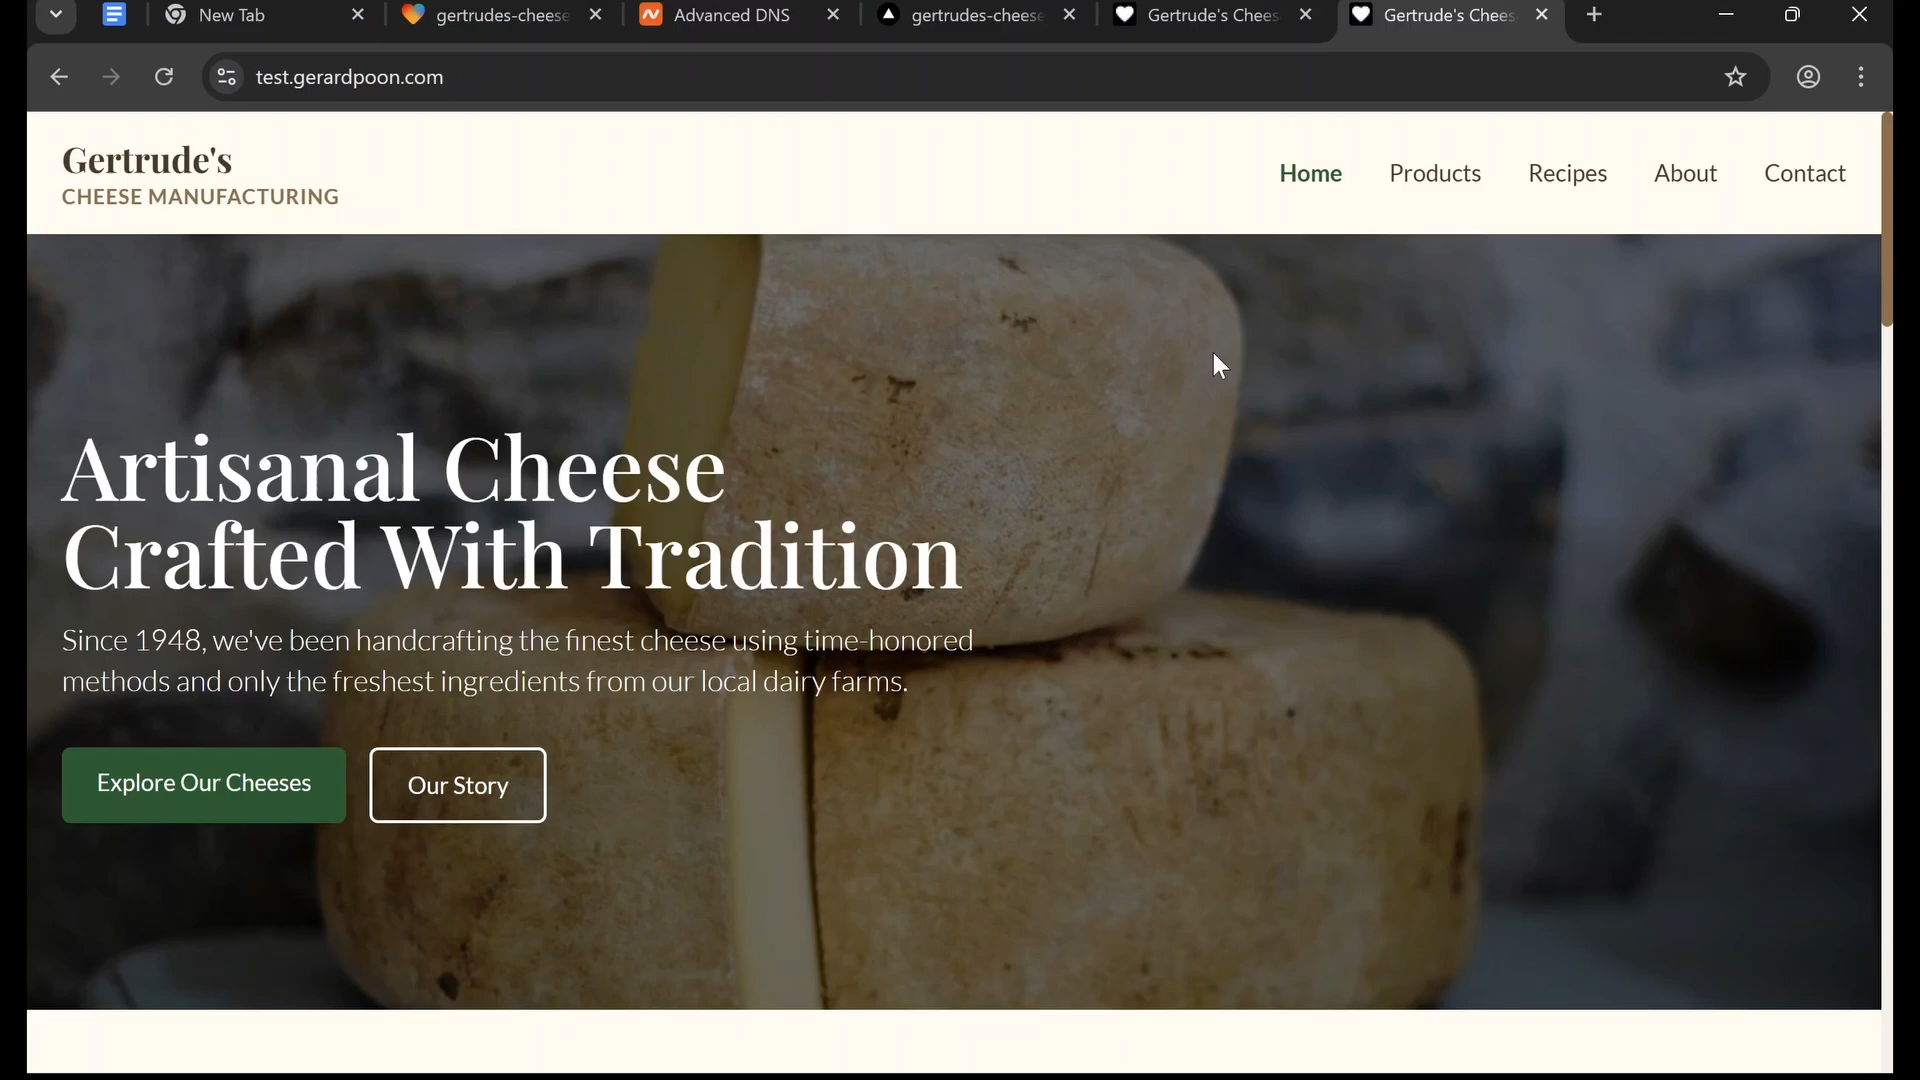 New Tab
gertrudes-cheese
Advanced DNS
gertrudes-cheese
Gertrude's Chees
Gertrude's Chees
test.gerardpoon.com
Gertrude's
CHEESE MANUFACTURING
Home
Products
Recipes
About
Contact
Artisanal Cheese
Crafted With Tradition
Since 1948, we've been handcrafting the finest cheese using time-honored
methods and only the freshest ingredients from our local dairy farms.
Explore Our Cheeses
Our Story